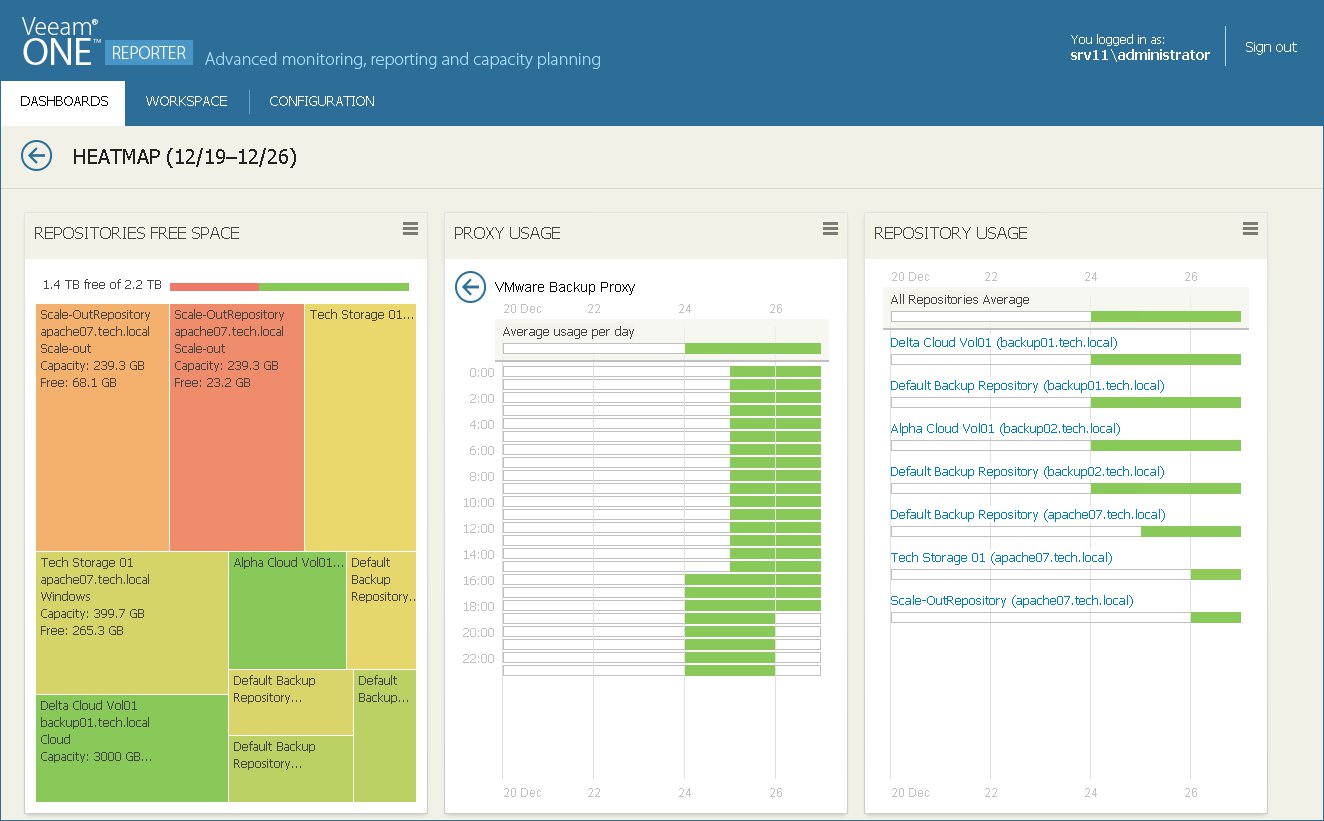 Veeam®
ONE™ REPORTER Advanced monitoring, reporting and capacity planning
You logged in as:
srv11\administrator
Sign out
DASHBOARDS
WORKSPACE
CONFIGURATION
HEATMAP (12/19–12/26)
REPOSITORIES FREE SPACE
1.4 TB free of 2.2 TB
Scale-OutRepository
apache07.tech.local
Scale-out
Capacity: 239.3 GB
Free: 68.1 GB
Scale-OutRepository
apache07.tech.local
Scale-out
Capacity: 239.3 GB
Free: 23.2 GB
Tech Storage 01...
Tech Storage 01
apache07.tech.local
Windows
Capacity: 399.7 GB
Free: 265.3 GB
Alpha Cloud Vol01...
Default
Backup
Repository...
Delta Cloud Vol01
backup01.tech.local
Cloud
Capacity: 3000 GB...
Default Backup
Repository...
Default Backup
Repository...
Default
Backup...
PROXY USAGE
VMware Backup Proxy
20 Dec 22 24 26
Average usage per day
0:00
2:00
4:00
6:00
8:00
10:00
12:00
14:00
16:00
18:00
20:00
22:00
20 Dec 22 24 26
REPOSITORY USAGE
20 Dec 22 24 26
All Repositories Average
Delta Cloud Vol01 (backup01.tech.local)
Default Backup Repository (backup01.tech.local)
Alpha Cloud Vol01 (backup02.tech.local)
Default Backup Repository (backup02.tech.local)
Default Backup Repository (apache07.tech.local)
Tech Storage 01 (apache07.tech.local)
Scale-OutRepository (apache07.tech.local)
20 Dec 22 24 26